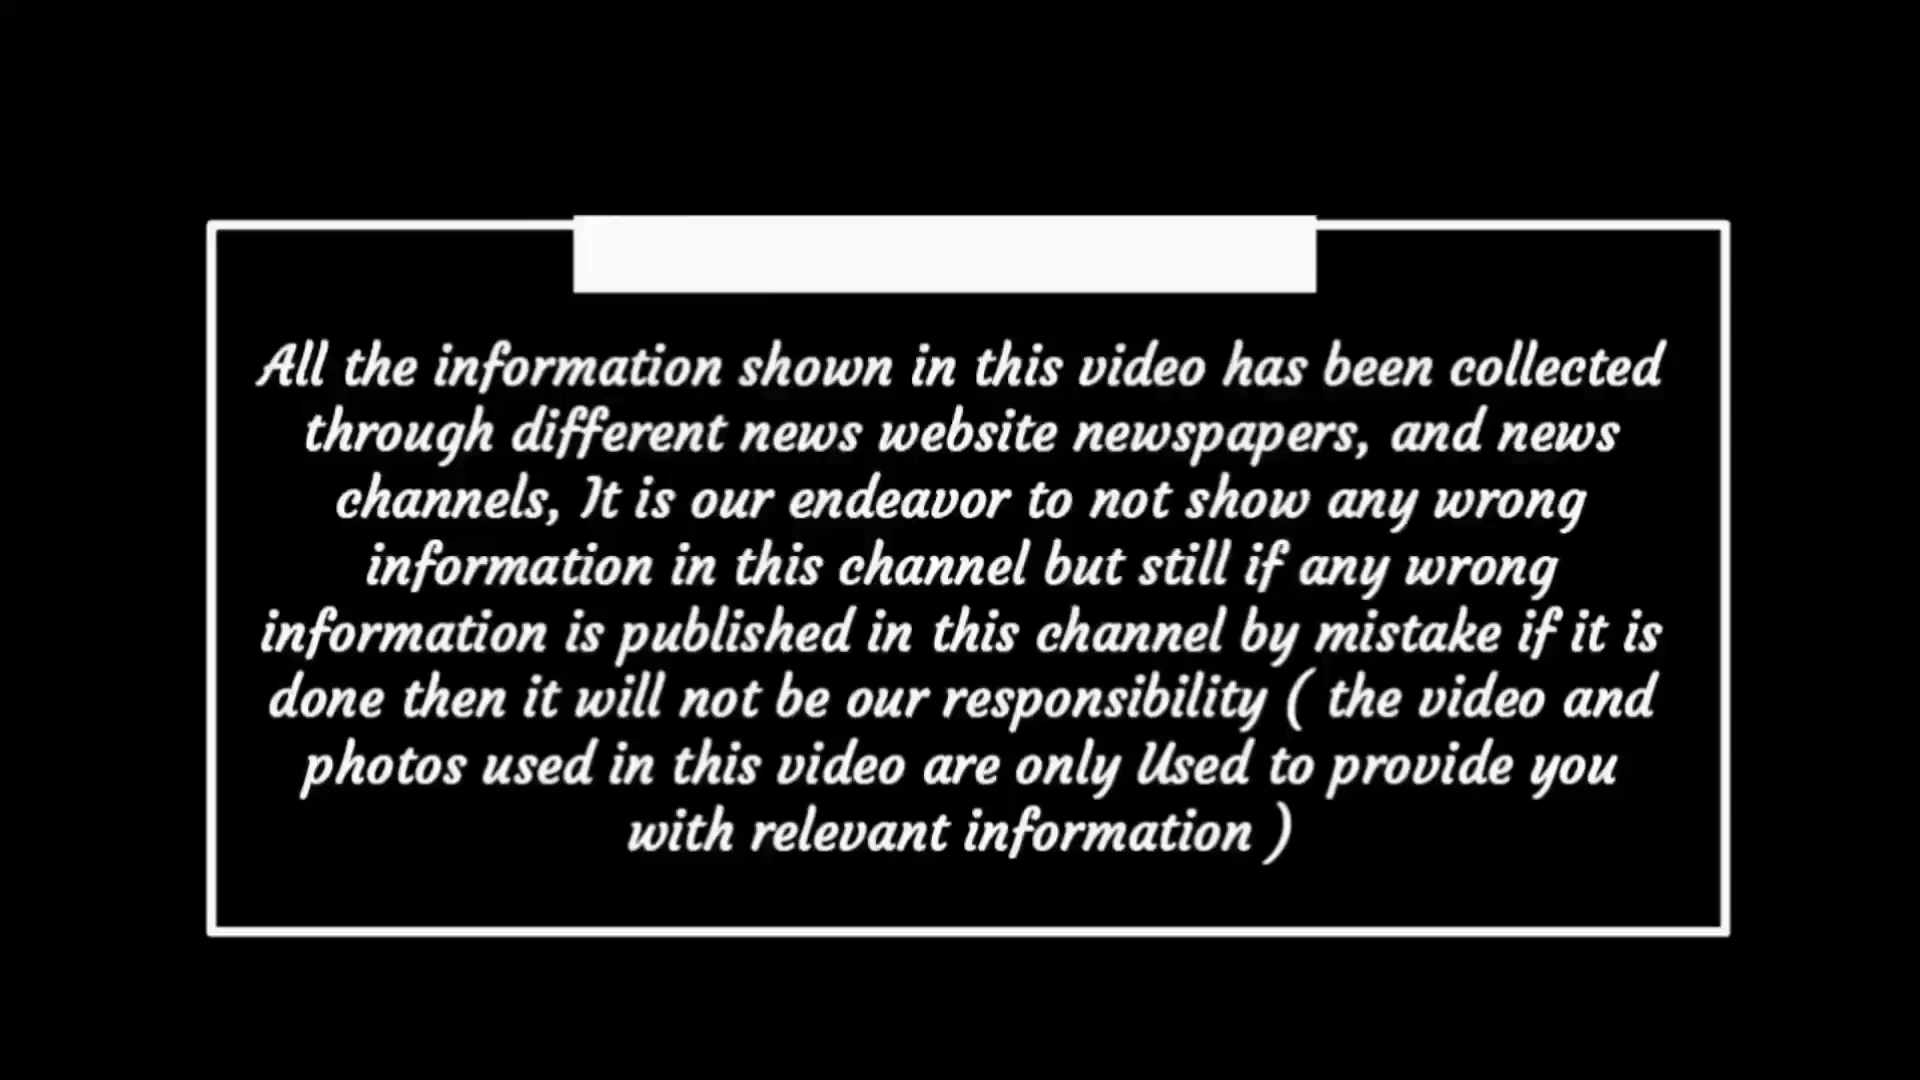 All the information shown in this video has been collected
through different news website newspapers, and news
channels, It is our endeavor to not show any wrong
information in this channel but still if any wrong
information is published in this channel by mistake if it is
done then it will not be our responsibility ( the video and
photos used in this video are only Used to provide you
with relevant information )